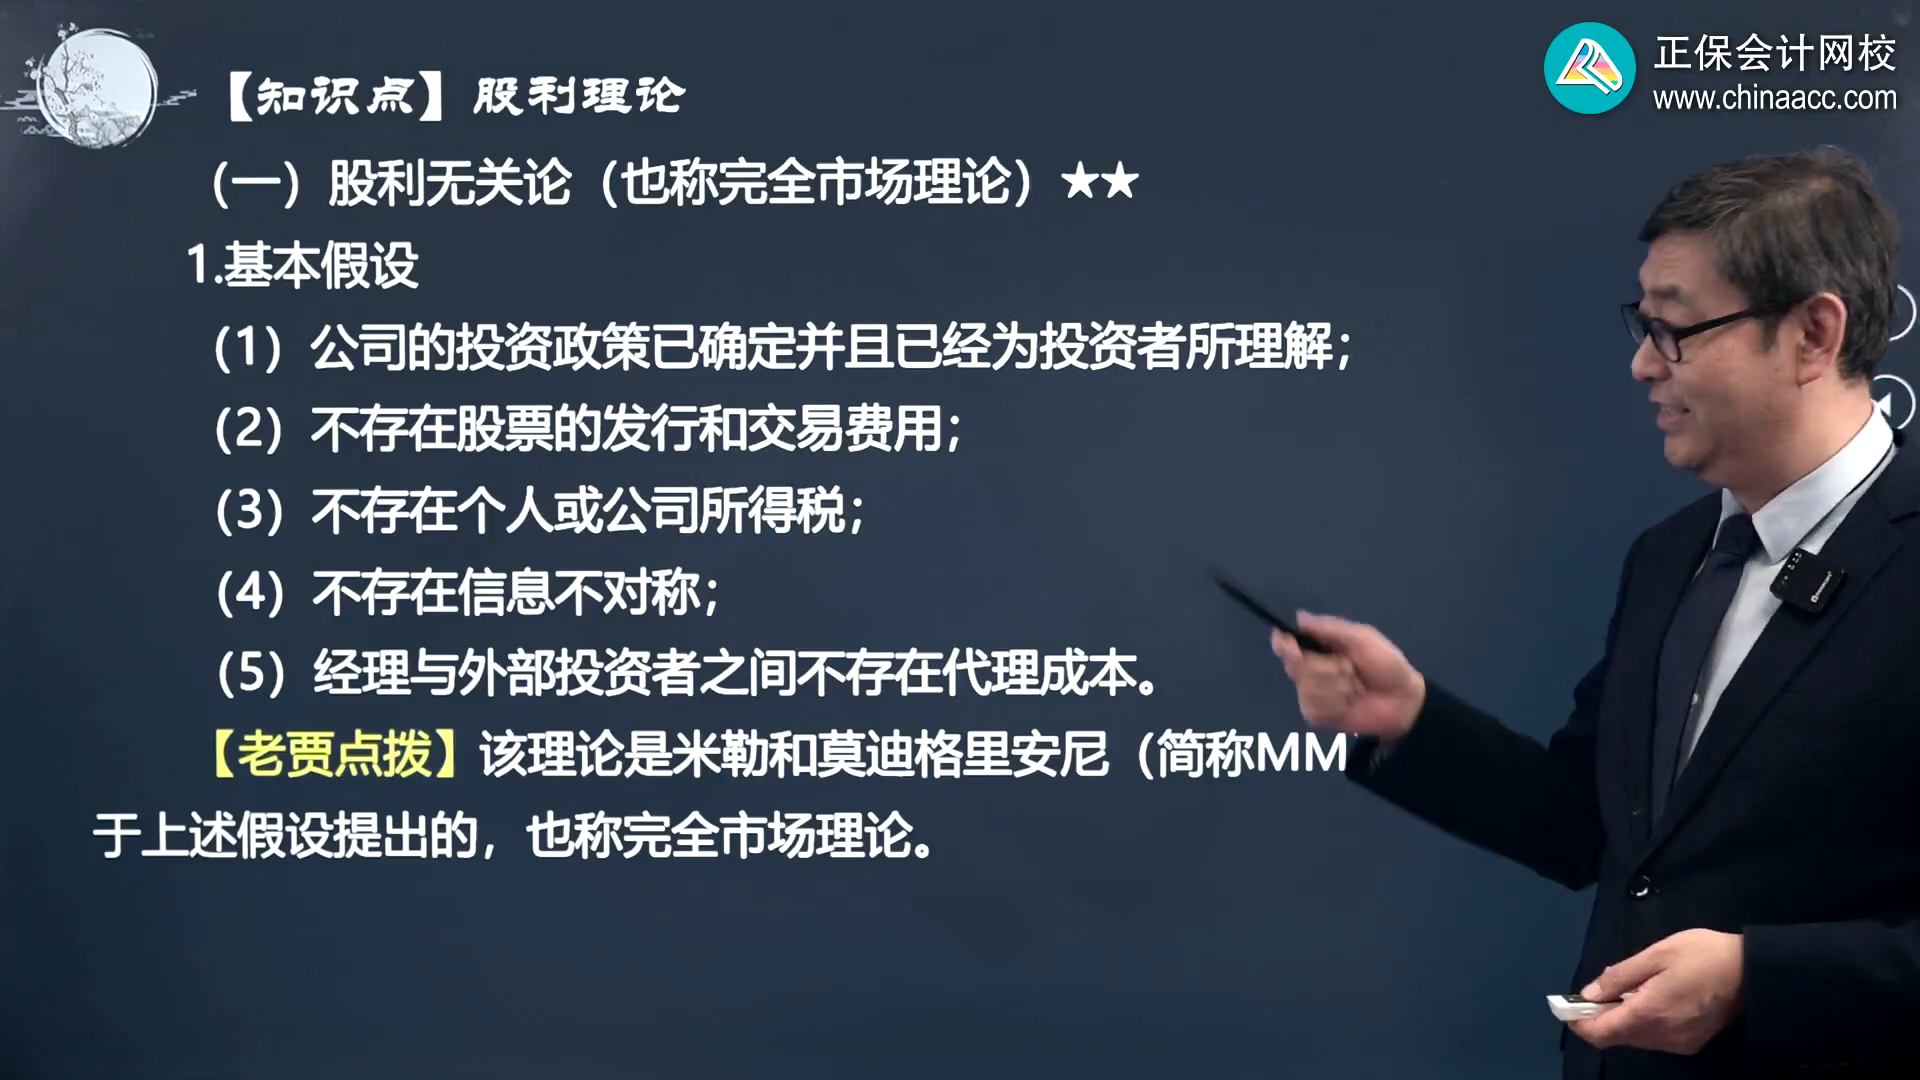 正保会计网校
www.chinaacc.com
【知识点】股利理论
（一）股利无关论（也称完全市场理论）★★
1.基本假设
（1）公司的投资政策已确定并且已经为投资者所理解；
（2）不存在股票的发行和交易费用；
（3）不存在个人或公司所得税；
（4）不存在信息不对称；
（5）经理与外部投资者之间不存在代理成本。
【老贾点拨】该理论是米勒和莫迪格里安尼（简称MM
于上述假设提出的，也称完全市场理论。